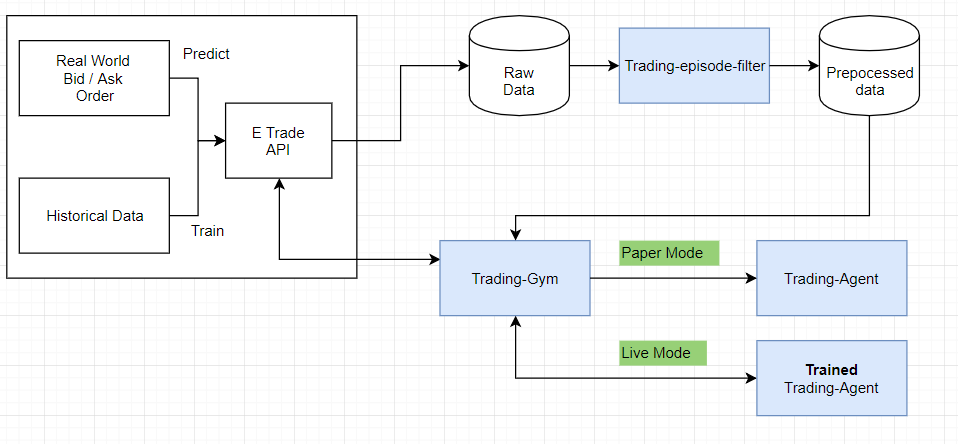 Real World
Bid / Ask
Order
Predict
E Trade
API
Historical Data
Train
Raw
Data
Trading-episode-filter
Prepocessed
data
Trading-Gym
Paper Mode
Trading-Agent
Live Mode
Trained
Trading-Agent